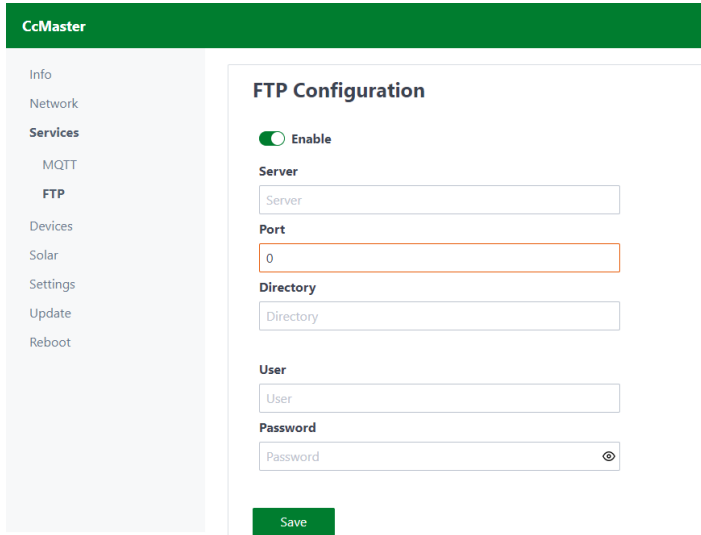 CcMaster
Info
Network
Services
MQTT
FTP
Devices
Solar
Settings
Update
Reboot
FTP Configuration
Enable
Server
Server
Port
0
Directory
Directory
User
User
Password
Password
Save